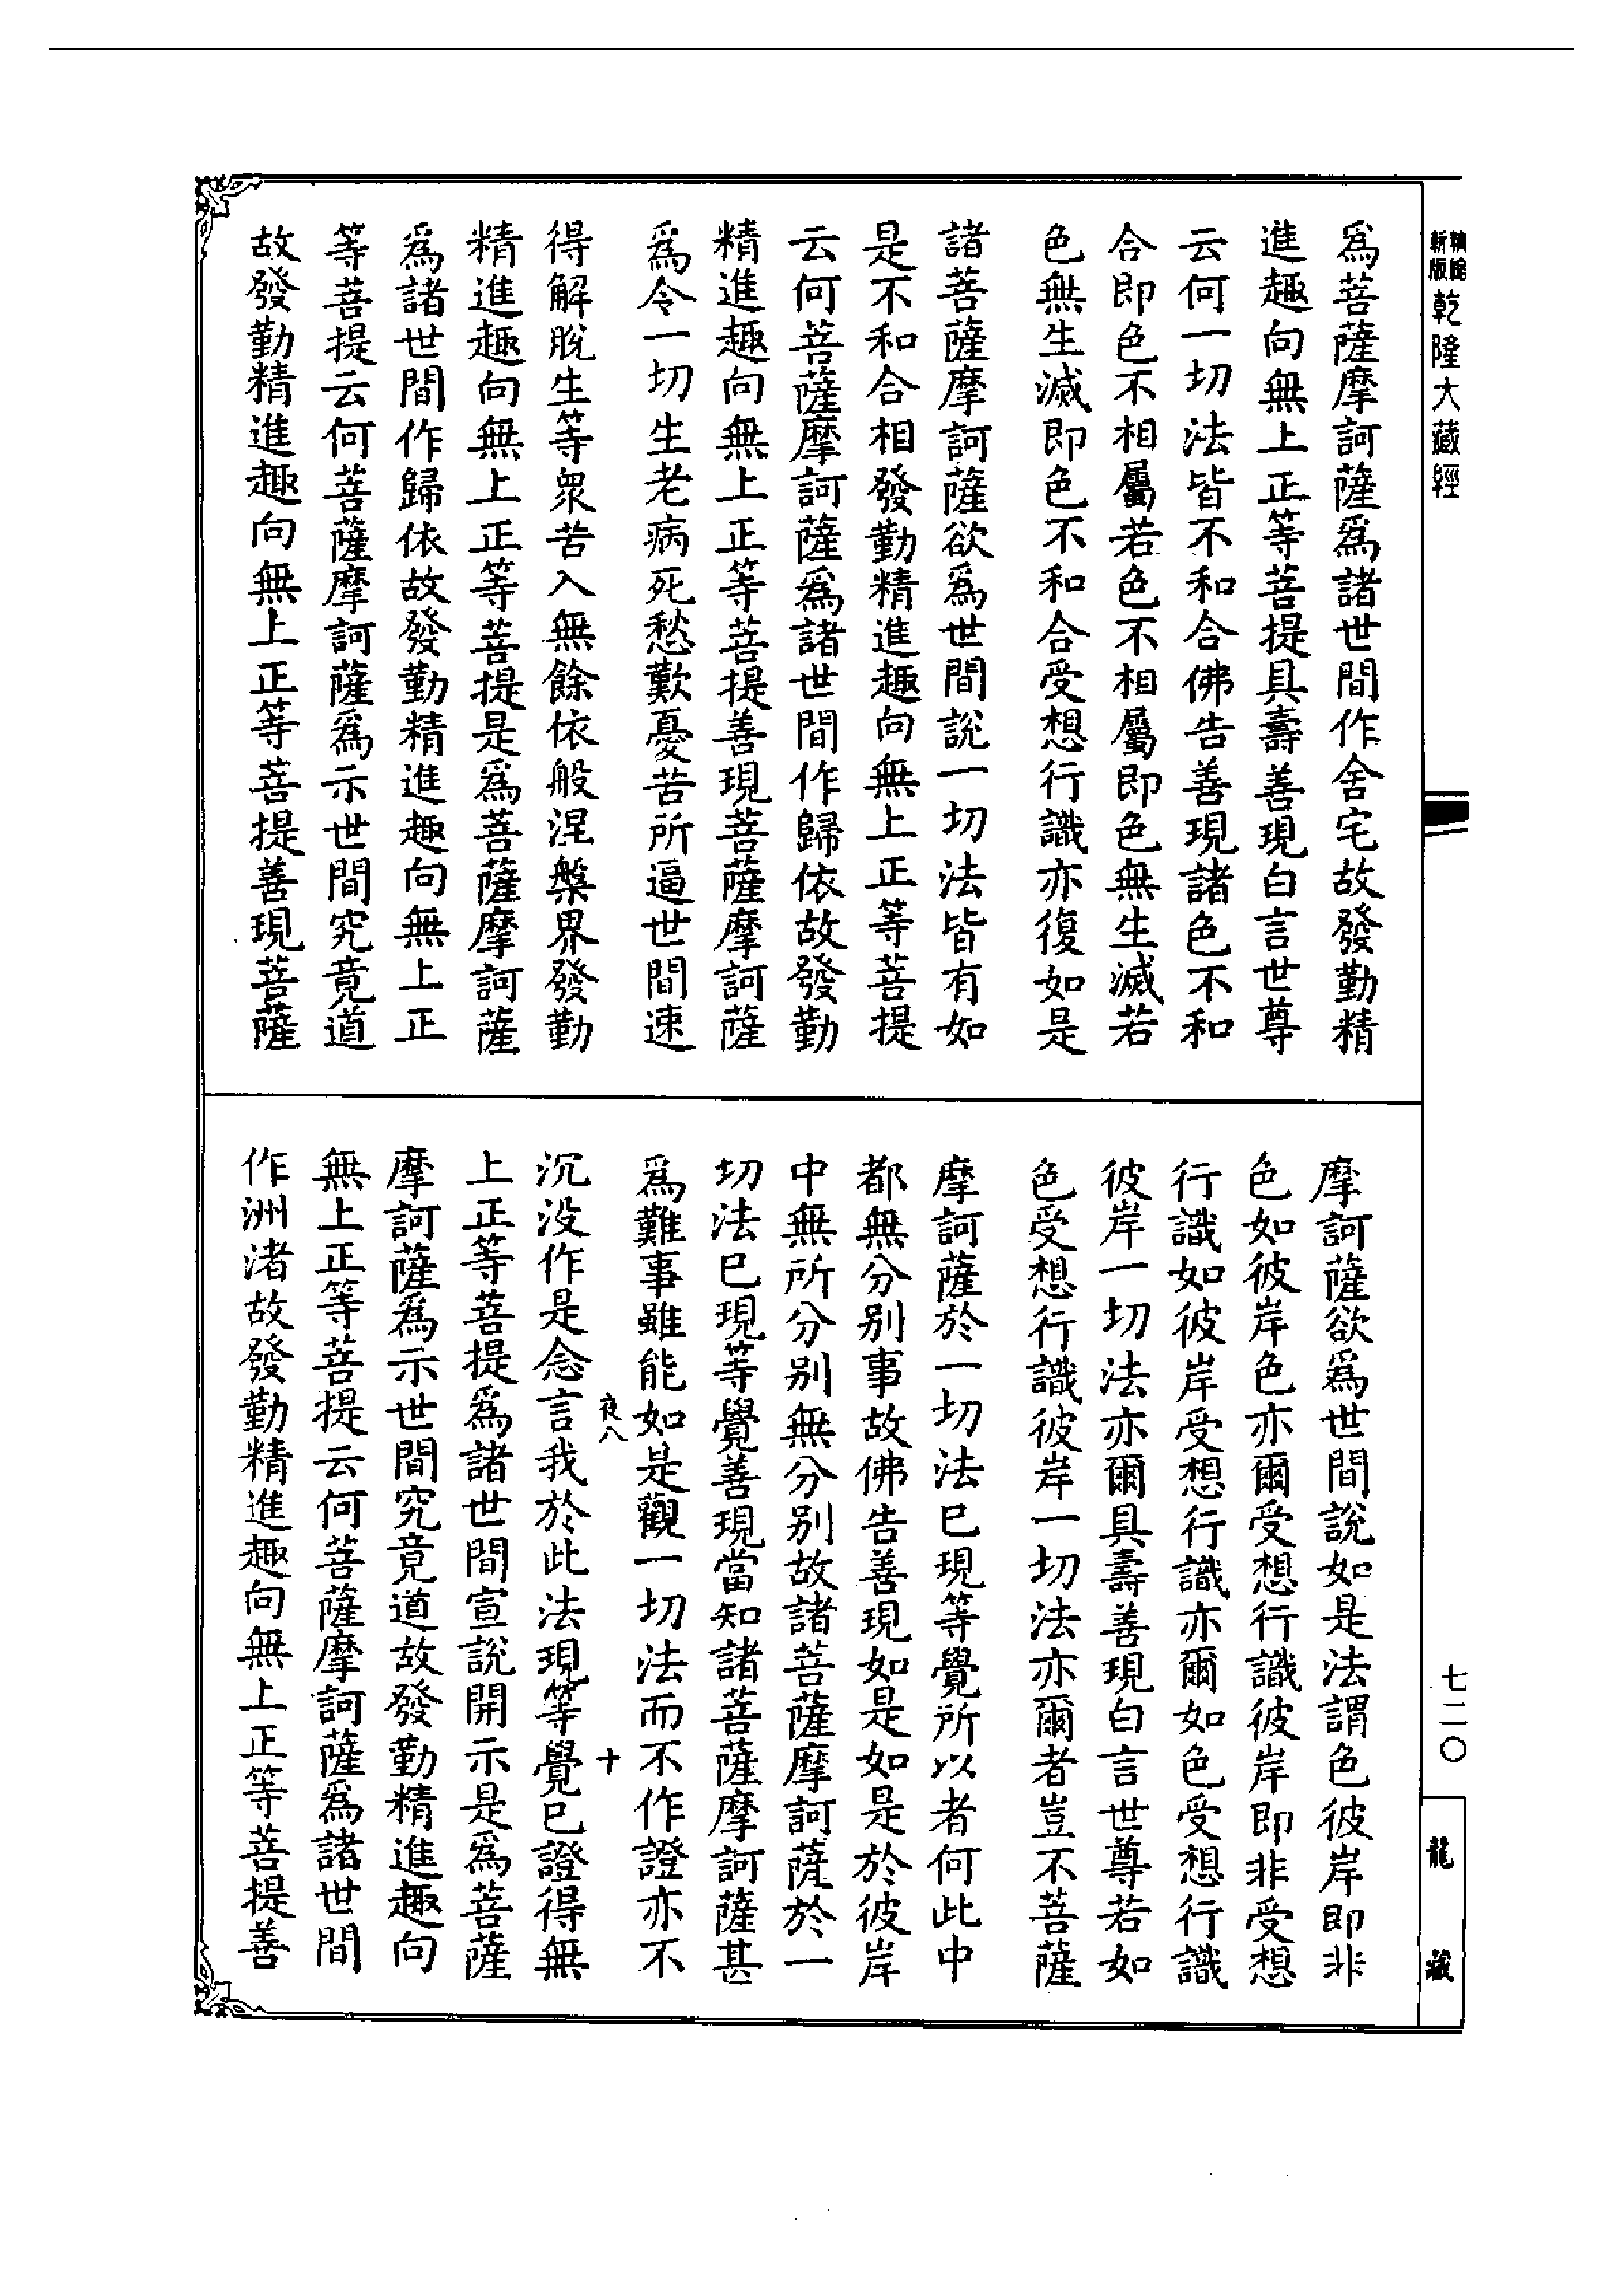 新版
精縮
乾隆大藏經
七二〇
龍藏
為菩薩摩訶薩為諸世間作舍宅故發勤精
進趣向無上正等菩提具壽善現白言世尊
云何一切法皆不和合佛告善現諸色不和
合即色不相屬若色不相屬即色無生滅若
色無生滅即色不和合受想行識亦復如是
諸菩薩摩訶薩欲為世間說一切法皆有如
是不和合相發勤精進趣向無上正等菩提
云何菩薩摩訶薩為諸世間作歸依故發勤
精進趣向無上正等菩提善現菩薩摩訶薩
為令一切生老病死愁歎憂苦所逼世間速
得解脫生等衆苦入無餘依般涅槃界發勤
精進趣向無上正等菩提是為菩薩摩訶薩
為諸世間作歸依故發勤精進趣向無上正
等菩提云何菩薩摩訶薩為示世間究竟道
故發勤精進趣向無上正等菩提善現菩薩
摩訶薩欲為世間說如是法謂色彼岸即非
色如彼岸色亦爾受想行識彼岸即非受想
行識如彼岸受想行識亦爾如色受想行識
彼岸一切法亦爾具壽善現白言世尊若如
色受想行識彼岸一切法亦爾者豈不菩薩
摩訶薩於一切法已現等覺所以者何此中
都無分別事故佛告善現如是如是於彼岸
中無所分別無分別故諸菩薩摩訶薩於一
切法已現等覺善現當知諸菩薩摩訶薩甚
為難事雖能如是觀一切法而不作證亦不
夜八
十
沉没作是念言我於此法現等覺已證得無
上正等菩提為諸世間宣說開示是為菩薩
摩訶薩為示世間究竟道故發勤精進趣向
無上正等菩提云何菩薩摩訶薩為諸世間
作洲渚故發勤精進趣向無上正等菩提善